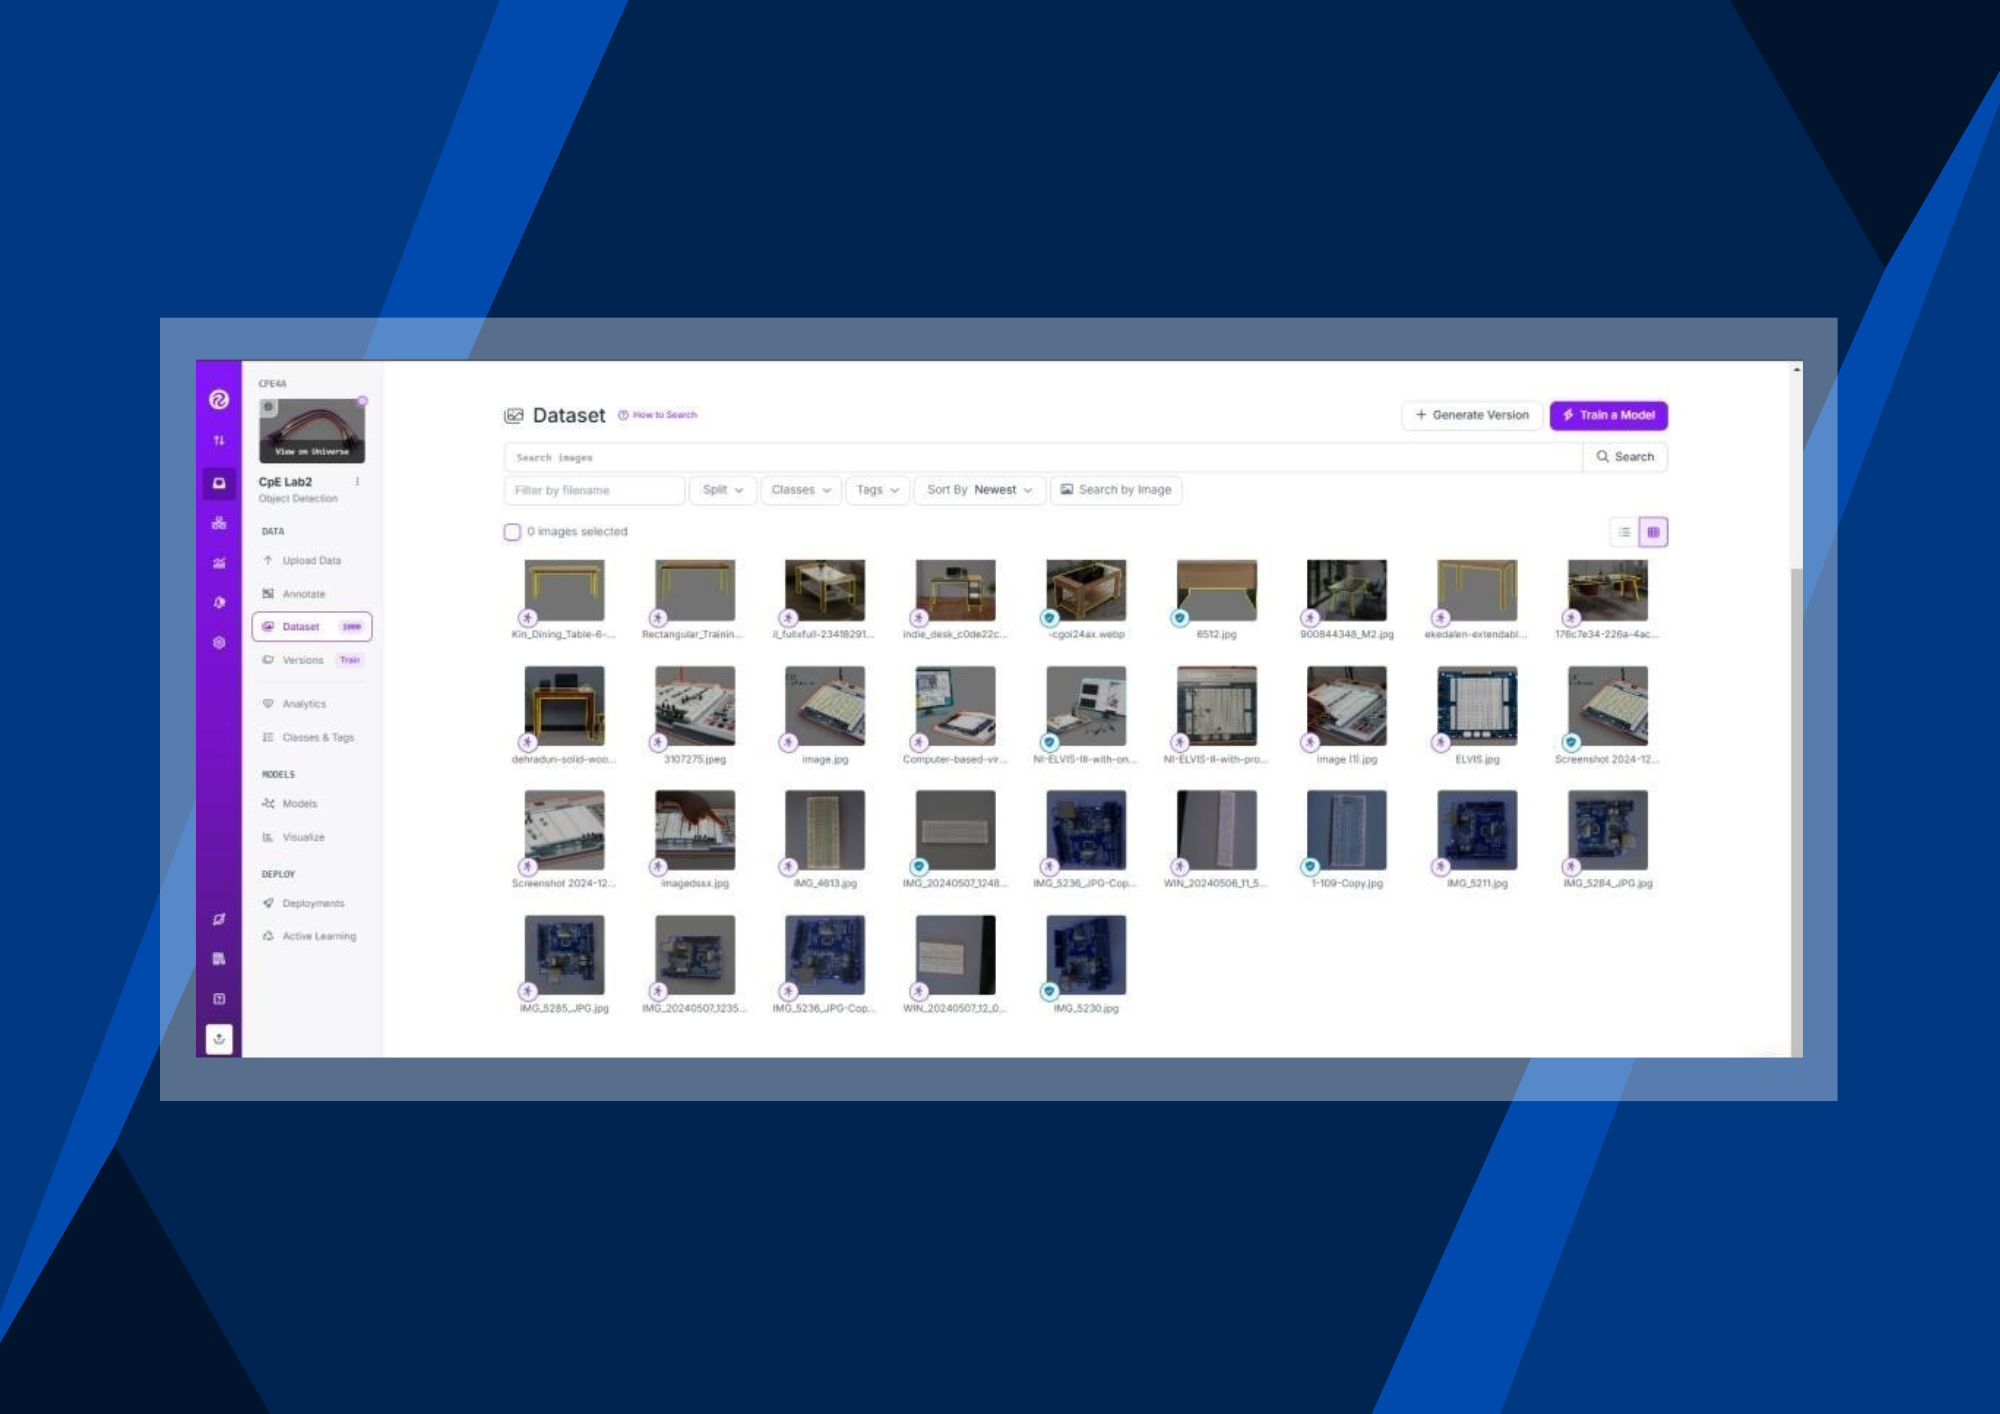 CPE4A
View on Universe
CpE Lab2
Object Detection
DATA
Upload Data
Annotate
Dataset 1000
Versions Train
Analytics
Classes & Tags
MODELS
Models
Visualize
DEPLOY
Deployments
Active Learning
Dataset How to Search
+ Generate Version Train a Model
Search images Search
Filter by filename Split Classes Tags Sort By Newest Search by Image
0 images selected
Kin_Dining_Table-6-... Rectangular_Trainin... il_fullxfull-23418291... indie_desk_c0de22c... -cgoi24ax.webp 6512.jpg 900844348_M2.jpg ekedalen-extendabl... 176c7e34-226a-4ac...
dehradun-solid-woo... 3107275.jpeg image.jpg Computer-based-vir... NI-ELVIS-III-with-on... NI-ELVIS-II-with-pro... image (1).jpg ELVIS.jpg Screenshot 2024-12...
Screenshot 2024-12... imagedssx.jpg IMG_4613.jpg IMG_20240507_1248... IMG_5236_JPG-Cop... WIN_20240506_11_5... 1-109-Copy.jpg IMG_5211.jpg IMG_5284_JPG.jpg
IMG_5285_JPG.jpg IMG_20240507_1235... IMG_5236_JPG-Cop... WIN_20240507_12_0... IMG_5230.jpg